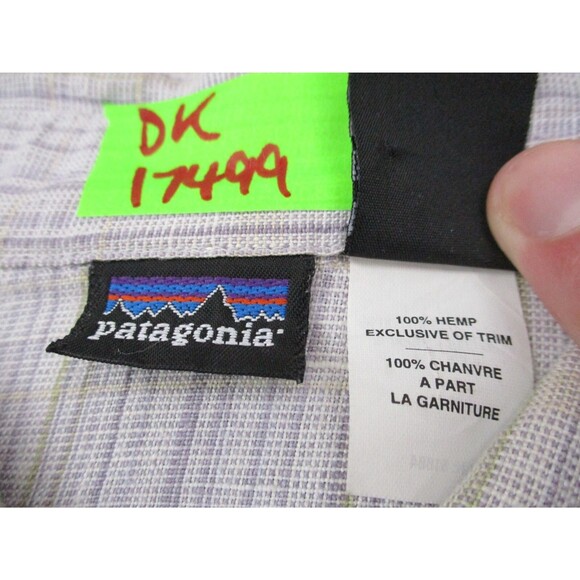 DK
17499
patagonia
100% HEMP
EXCLUSIVE OF TRIM
100% CHANVRE
A PART
LA GARNITURE